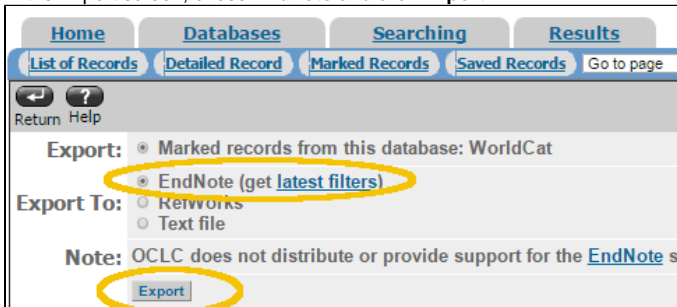 Home Databases Searching Results
List of Records Detailed Record Marked Records Saved Records Go to page
Return Help
Export: Marked records from this database: WorldCat
EndNote (get latest filters)
Export To: RefWorks
Text file
Note: OCLC does not distribute or provide support for the EndNote s
Export